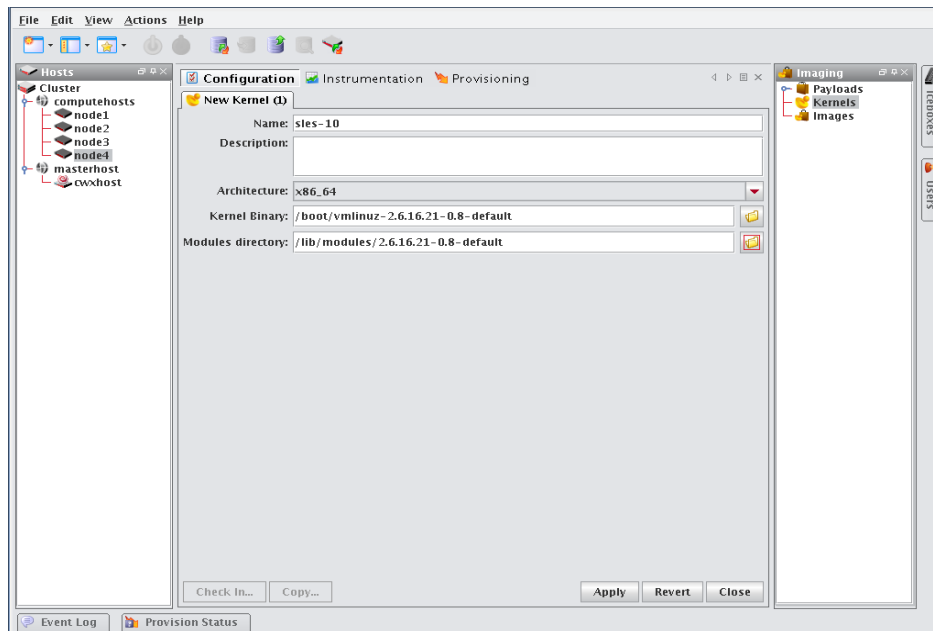 File Edit View Actions Help
Hosts
Cluster
computehosts
node1
node2
node3
node4
masterhost
cwxhost
Configuration Instrumentation Provisioning
New Kernel (1)
Name: sles-10
Description:
Architecture: x86_64
Kernel Binary: /boot/vmlinuz-2.6.16.21-0.8-default
Modules directory: /lib/modules/2.6.16.21-0.8-default
Check In... Copy... Apply Revert Close
Imaging
Payloads
Kernels
Images
Iceboxes
Users
Event Log Provision Status